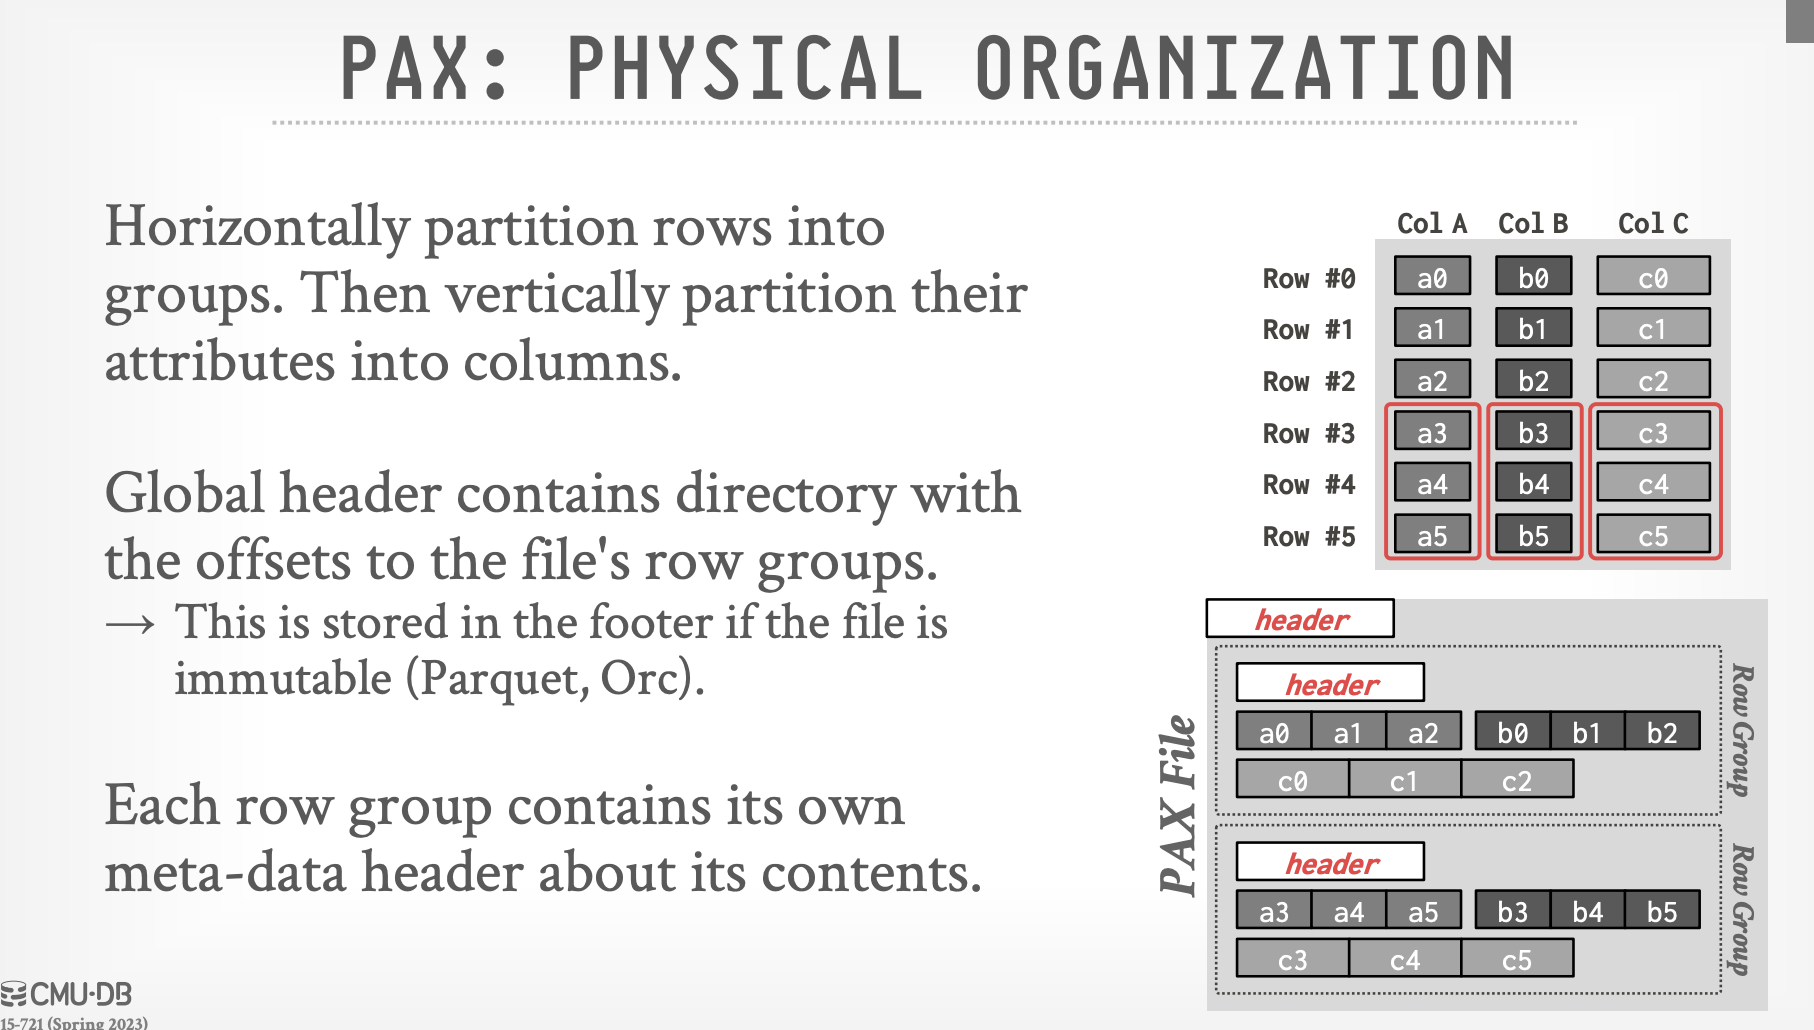 PAX: PHYSICAL ORGANIZATION
Horizontally partition rows into
groups. Then vertically partition their
attributes into columns.
Global header contains directory with
the offsets to the file's row groups.
→ This is stored in the footer if the file is
immutable (Parquet, Orc).
Each row group contains its own
meta-data header about its contents.
Col A Col B Col C
Row #0 a0 b0 c0
Row #1 a1 b1 c1
Row #2 a2 b2 c2
Row #3 a3 b3 c3
Row #4 a4 b4 c4
Row #5 a5 b5 c5
PAX File
header
Row Group
header
a0 a1 a2 b0 b1 b2
c0 c1 c2
Row Group
header
a3 a4 a5 b3 b4 b5
c3 c4 c5
CMU·DB
15-721 (Spring 2023)